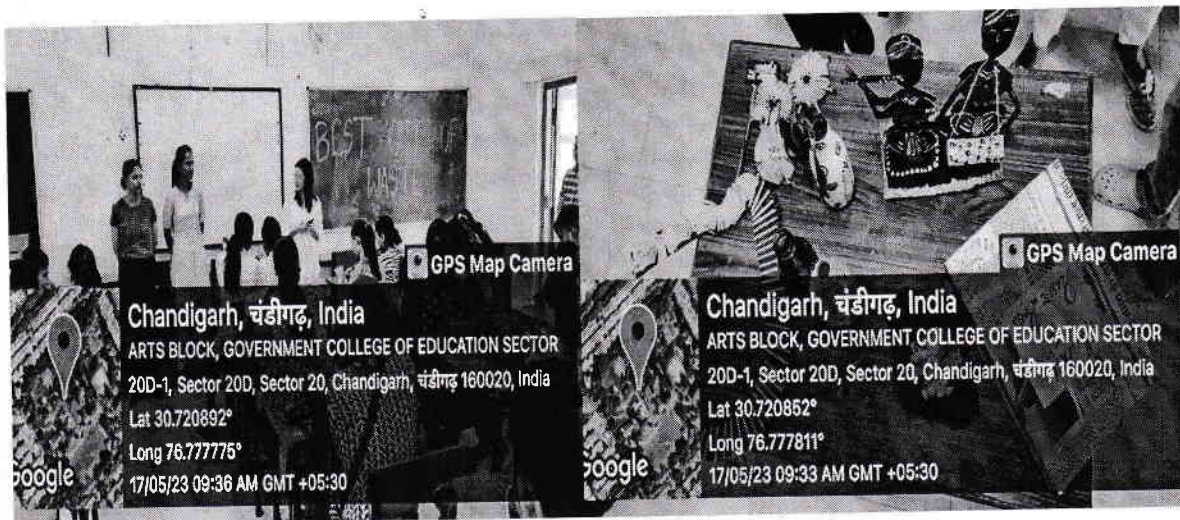 BEST OUT OF
WASTE
GPS Map Camera
Chandigarh, चंडीगढ़, India
ARTS BLOCK, GOVERNMENT COLLEGE OF EDUCATION SECTOR
20D-1, Sector 20D, Sector 20, Chandigarh, चंडीगढ़ 160020, India
Lat 30.720892°
Long 76.777775°
17/05/23 09:36 AM GMT +05:30
Google
GPS Map Camera
Chandigarh, चंडीगढ़, India
ARTS BLOCK, GOVERNMENT COLLEGE OF EDUCATION SECTOR
20D-1, Sector 20D, Sector 20, Chandigarh, चंडीगढ़ 160020, India
Lat 30.720852°
Long 76.777811°
17/05/23 09:33 AM GMT +05:30
Google